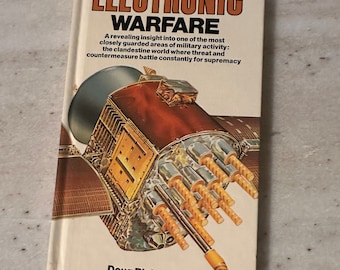 ELECTRONIC
WARFARE
A revealing insight into one of the most
closely guarded areas of military activity:
the clandestine world where threat and
countermeasure battle constantly for supremacy
Doug